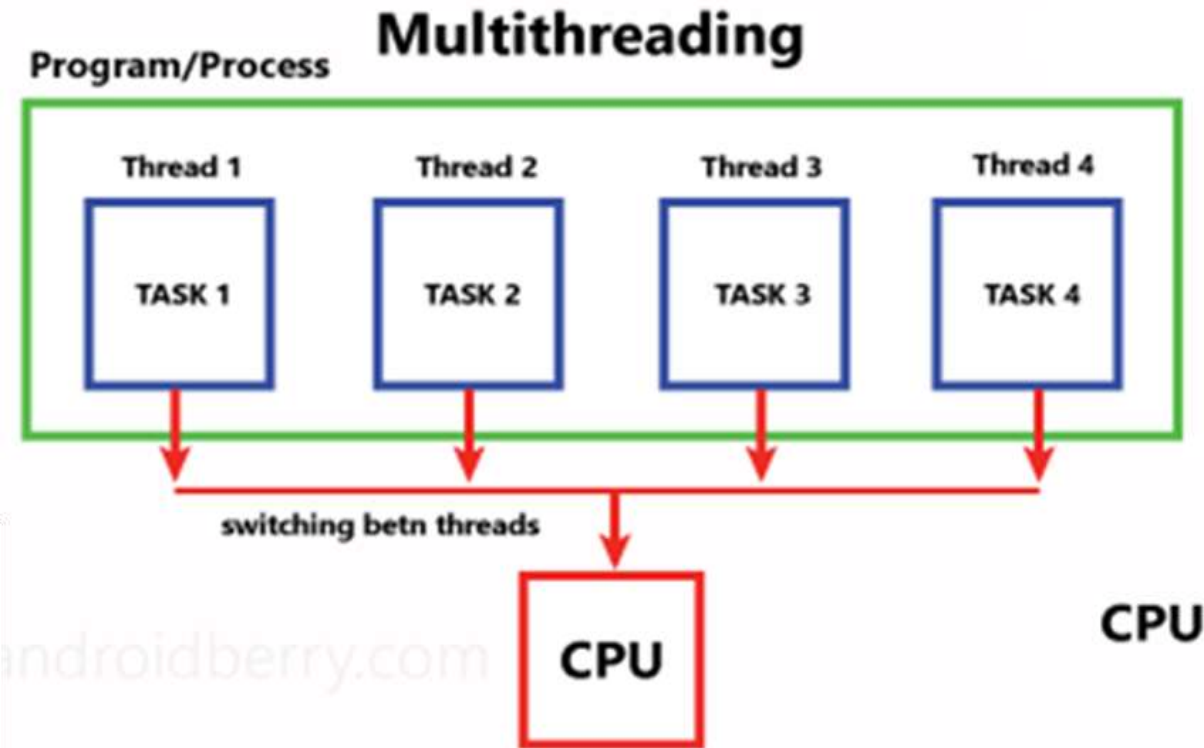 Multithreading
Program/Process
Thread 1 Thread 2 Thread 3 Thread 4
TASK 1 TASK 2 TASK 3 TASK 4
switching betn threads
CPU
CPU
androidberry.com